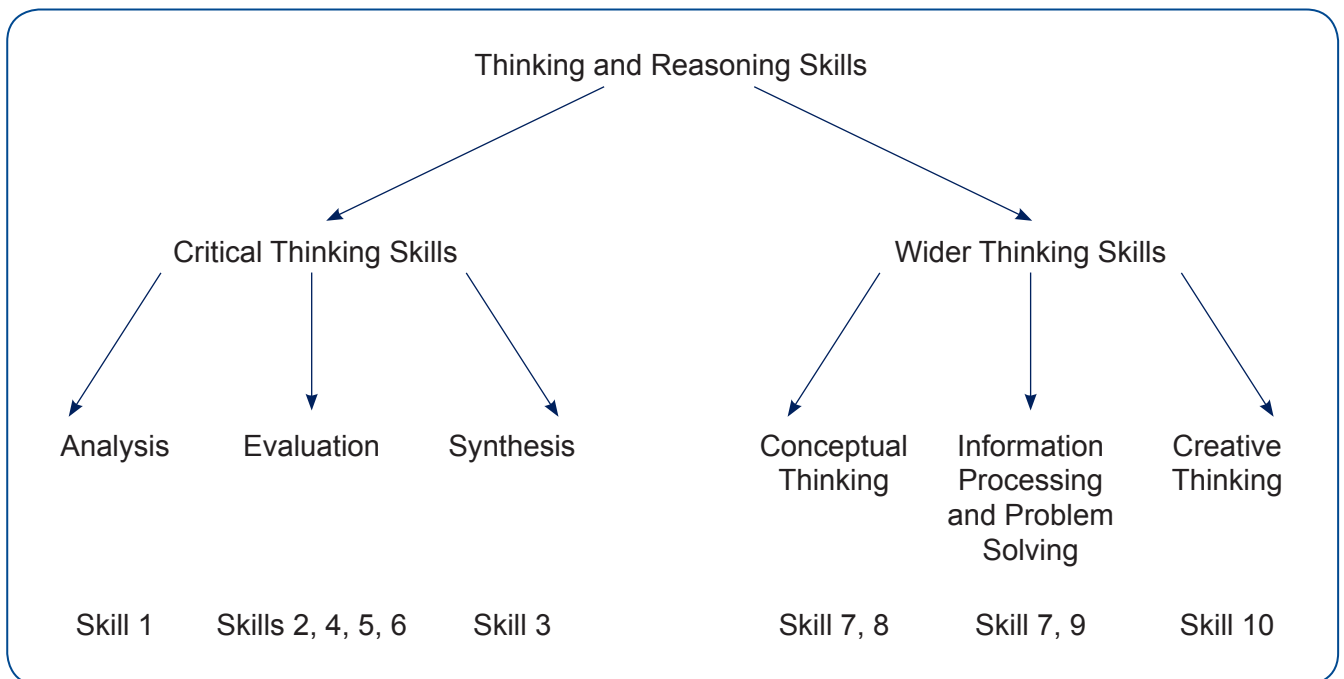 Thinking and Reasoning Skills
Critical Thinking Skills
Wider Thinking Skills
Analysis
Evaluation
Synthesis
Conceptual
Thinking
Information
Processing
and Problem
Solving
Creative
Thinking
Skill 1
Skills 2, 4, 5, 6
Skill 3
Skill 7, 8
Skill 7, 9
Skill 10